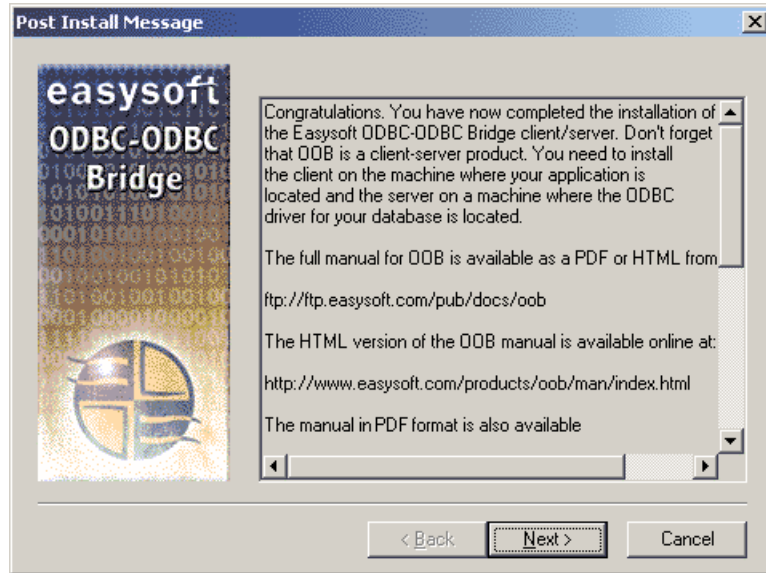 Post Install Message
easysoft
ODBC-ODBC
Bridge
Congratulations. You have now completed the installation of
the Easysoft ODBC-ODBC Bridge client/server. Don't forget
that OOB is a client-server product. You need to install
the client on the machine where your application is
located and the server on a machine where the ODBC
driver for your database is located.
The full manual for OOB is available as a PDF or HTML from
ftp://ftp.easysoft.com/pub/docs/oob
The HTML version of the OOB manual is available online at:
http://www.easysoft.com/products/oob/man/index.html
The manual in PDF format is also available
< Back
Next >
Cancel